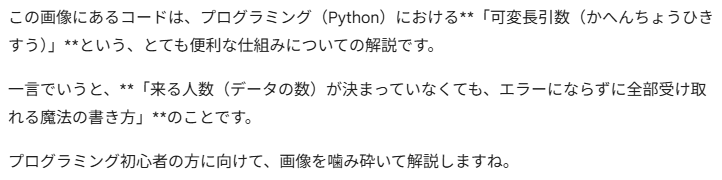 この画像にあるコードは、プログラミング（Python）における**「可変長引数（かへんちょうひき
すう）」**という、とても便利な仕組みについての解説です。
一言でいうと、**「来る人数（データの数）が決まっていなくても、エラーにならずに全部受け取
れる魔法の書き方」**のことです。
プログラミング初心者の方に向けて、画像を噛み砕いて解説しますね。